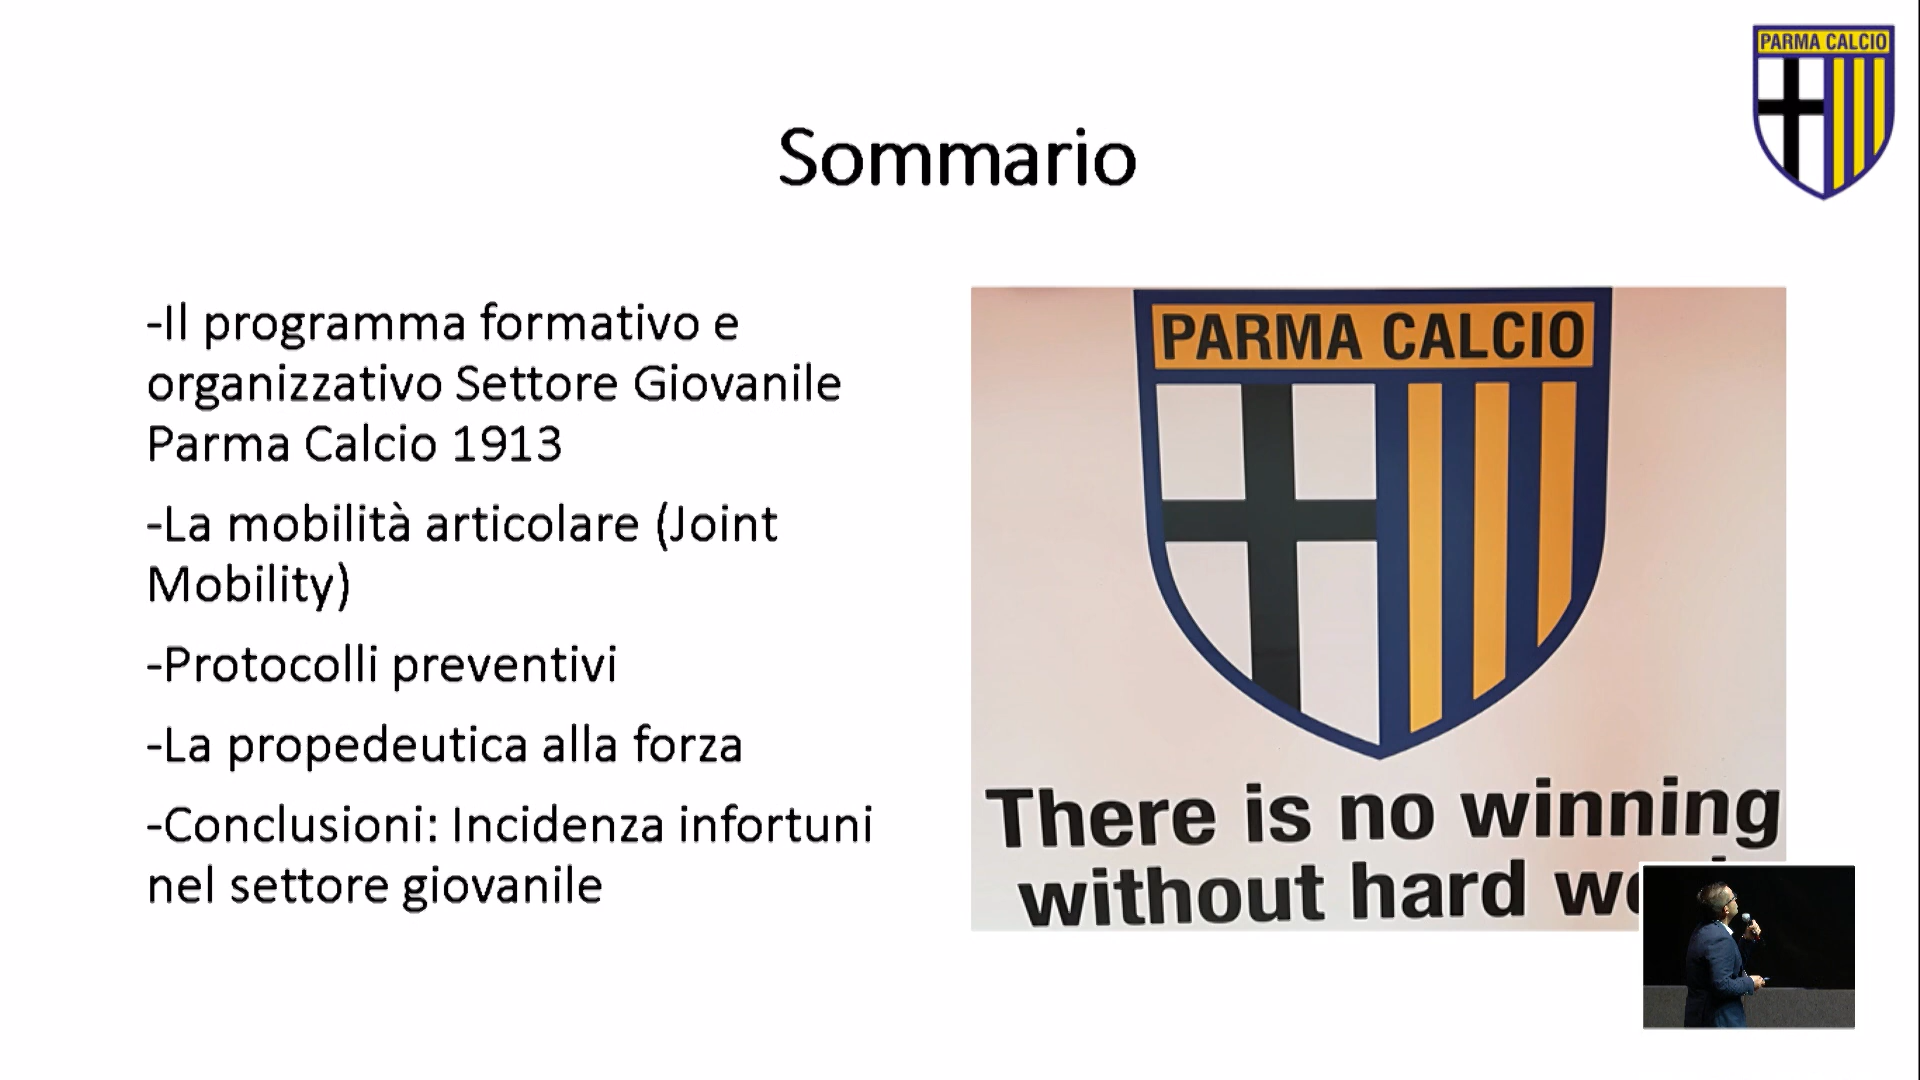 PARMA CALCIO
Sommario
-Il programma formativo e
organizzativo Settore Giovanile
Parma Calcio 1913
-La mobilità articolare (Joint
Mobility)
-Protocolli preventivi
-La propedeutica alla forza
-Conclusioni: Incidenza infortuni
nel settore giovanile
PARMA CALCIO
There is no winning
without hard